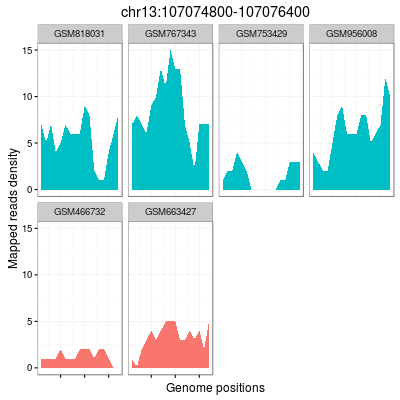 chr13:107074800-107076400
GSM818031 GSM767343 GSM753429 GSM956008
15
10
5
0
GSM466732 GSM663427
15
10
5
0
Mapped reads density
Genome positions